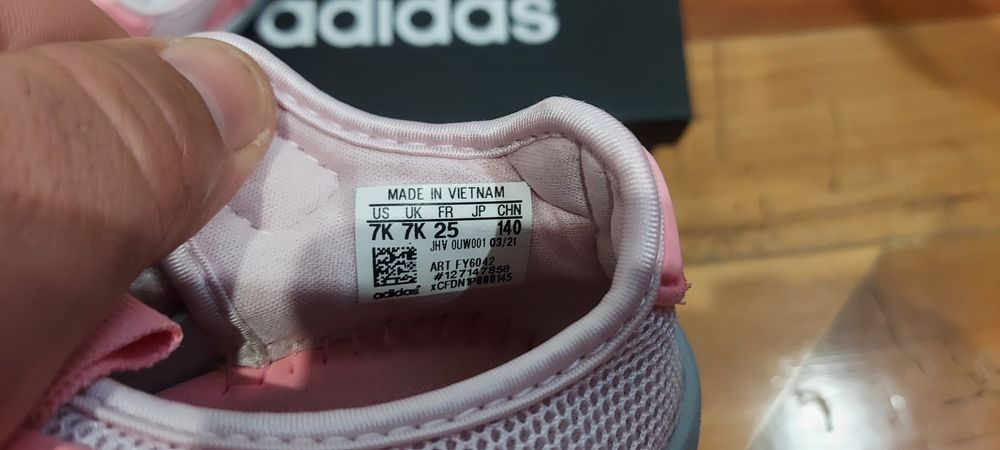 adidas
MADE IN VIETNAM
US UK FR JP CHN
7K 7K 25 140
JHV 0UW001 03/21
ART FY6042
#127147858
adidas